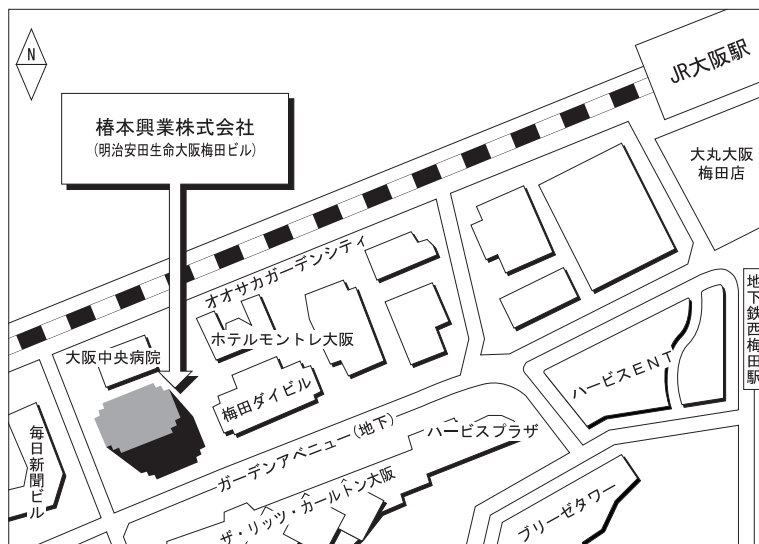 N
JR大阪駅
椿本興業株式会社
(明治安田生命大阪梅田ビル)
大丸大阪
梅田店
オオサカガーデンシティ
地下鉄西梅田駅
大阪中央病院
ホテルモントレ大阪
ハービスENT
梅田ダイビル
毎日新聞ビル
ガーデンアベニュー(地下)
ハービスプラザ
ザ・リッツ・カールトン大阪
ブリーゼタワー